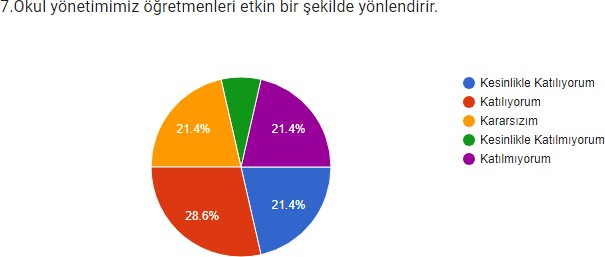 7.Okul yönetimimiz öğretmenleri etkin bir şekilde yönlendirir.
21.4%
21.4%
28.6%
21.4%
Kesinlikle Katılıyorum
Katılıyorum
Kararsızım
Kesinlikle Katılmıyorum
Katılmıyorum